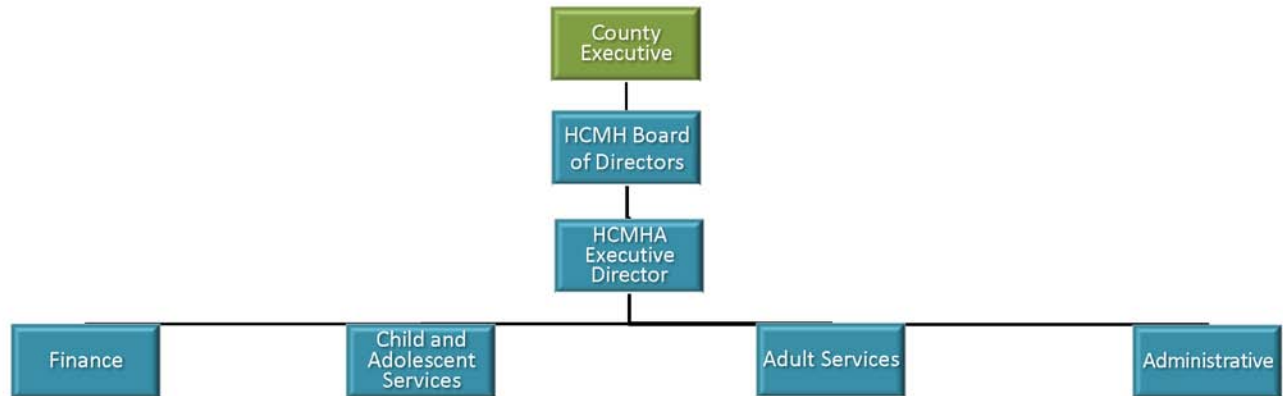 County
Executive
HCMH Board
of Directors
HCMHA
Executive
Director
Finance
Child and
Adolescent
Services
Adult Services
Administrative